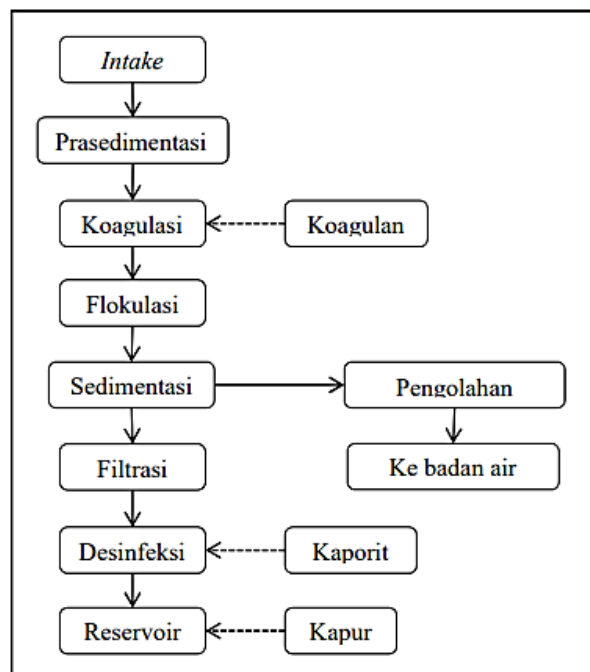 Intake
Prasedimentasi
Koagulasi
Koagulan
Flokulasi
Sedimentasi
Pengolahan
Filtrasi
Ke badan air
Desinfeksi
Kaporit
Reservoir
Kapur